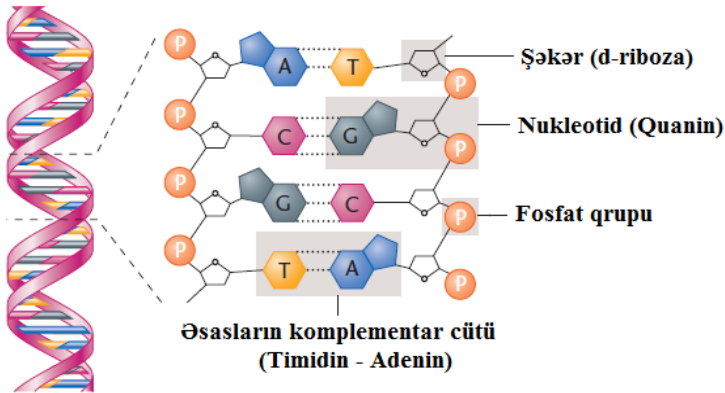 P
A
T
Şəkər (d-riboza)
P
P
C
G
Nukleotid (Quanin)
P
P
G
C
P
Fosfat qrupu
P
T
A
P
Əsasların komplementar cütü
(Timidin - Adenin)